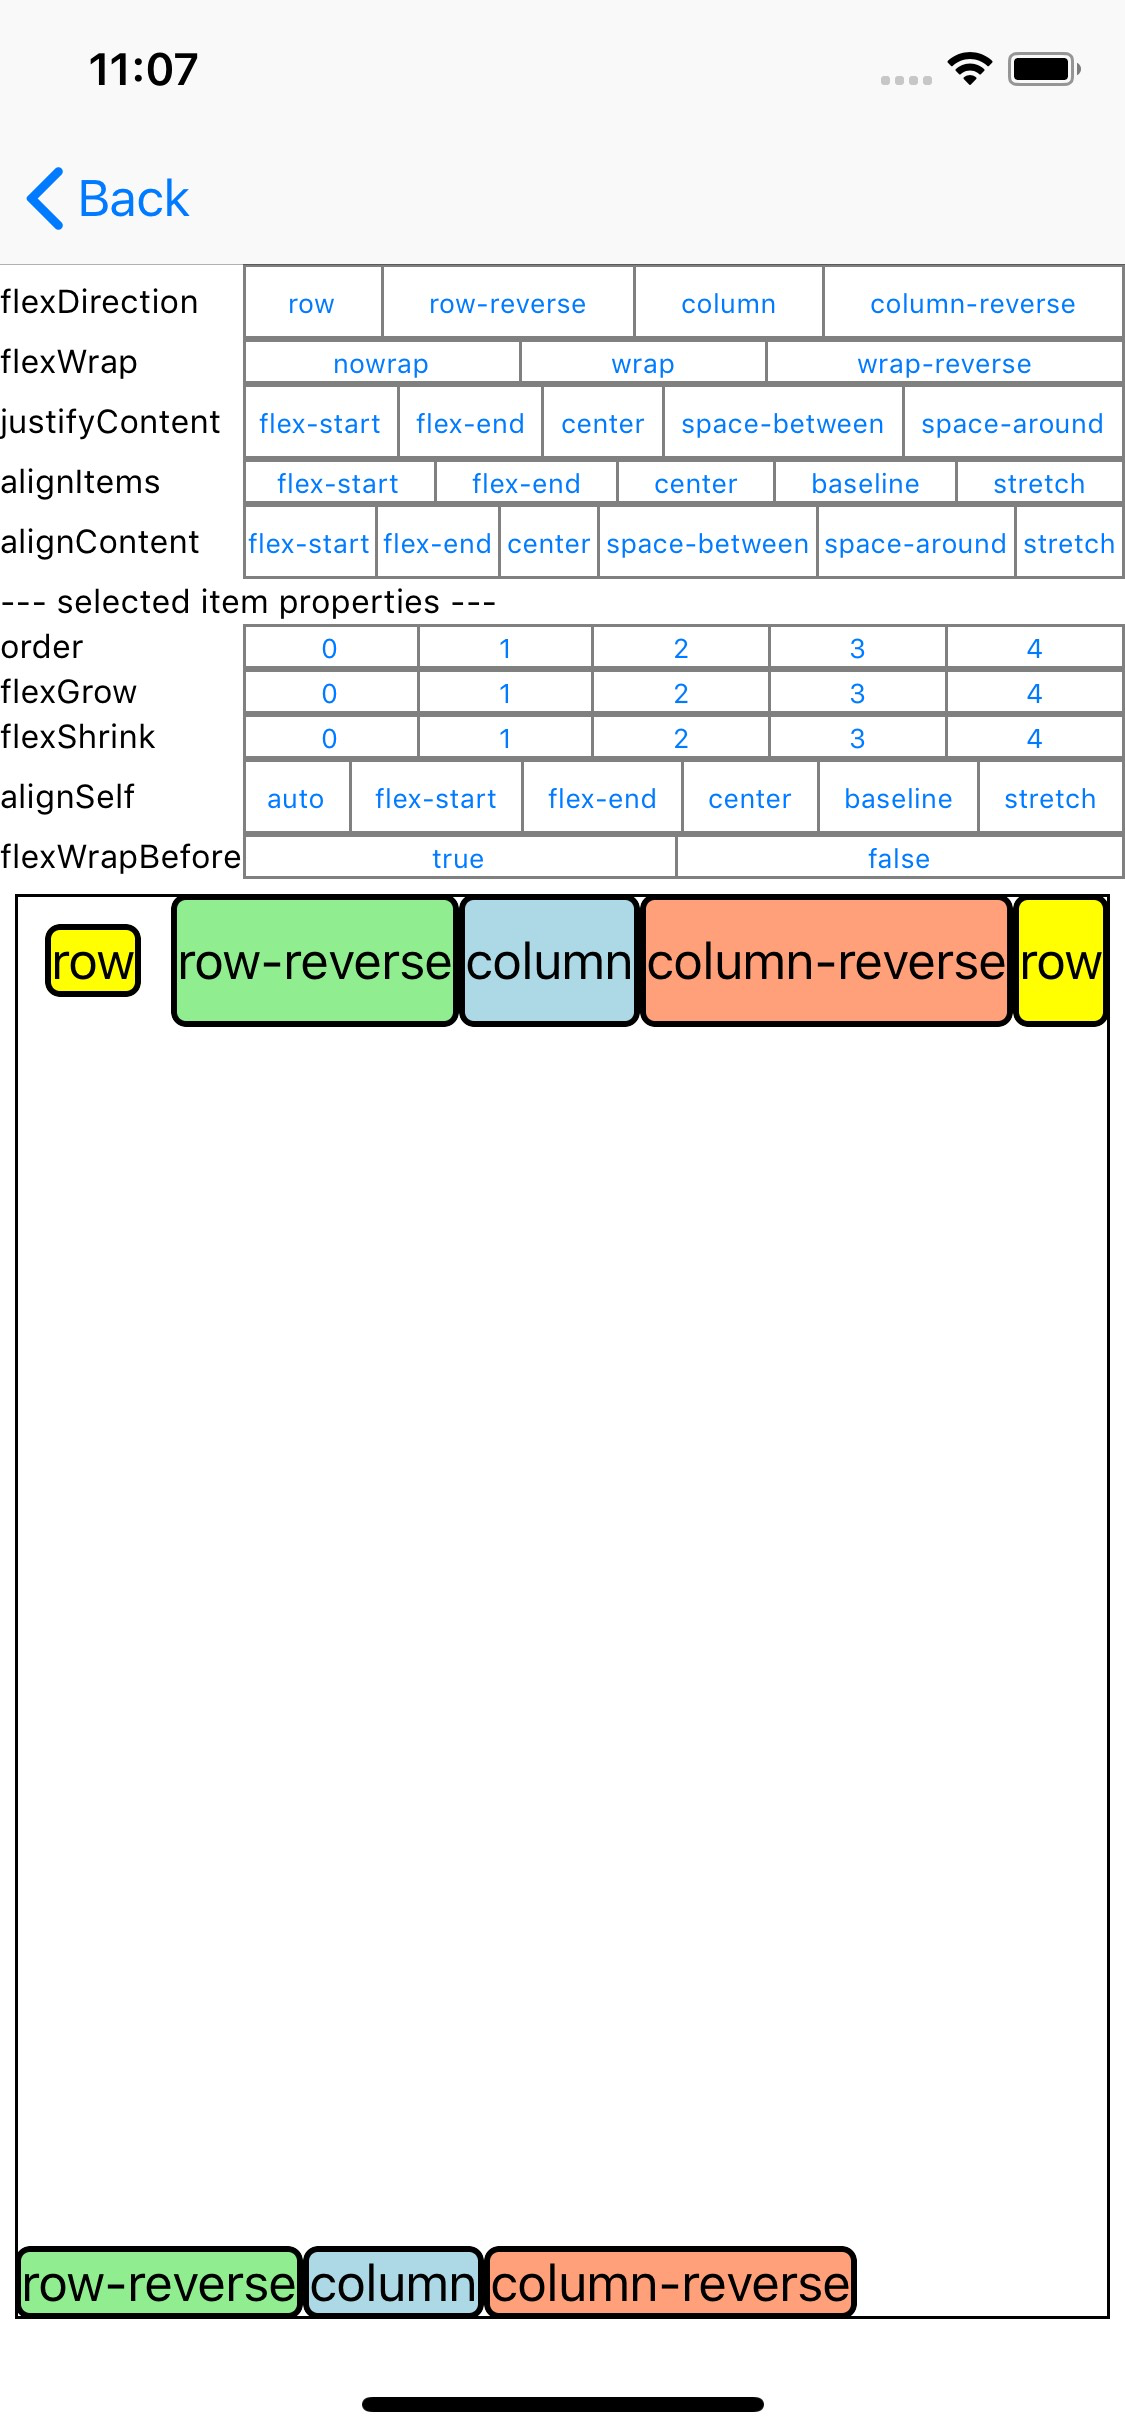 11:07
Back
flexDirection row row-reverse column column-reverse
flexWrap nowrap wrap wrap-reverse
justifyContent flex-start flex-end center space-between space-around
alignItems flex-start flex-end center baseline stretch
alignContent flex-start flex-end center space-between space-around stretch
--- selected item properties ---
order 0 1 2 3 4
flexGrow 0 1 2 3 4
flexShrink 0 1 2 3 4
alignSelf auto flex-start flex-end center baseline stretch
flexWrapBefore true false
row row-reverse column column-reverse row
row-reverse column column-reverse